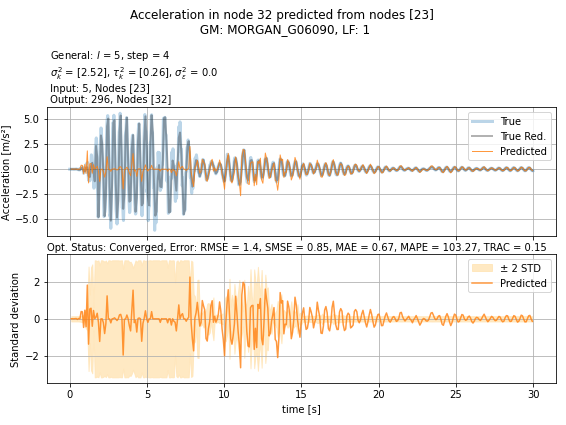 Acceleration in node 32 predicted from nodes [23]
GM: MORGAN_G06090, LF: 1
General: l = 5, step = 4
σ²ₖ = [2.52], τ²ₖ = [0.26], σ²ε = 0.0
Input: 5, Nodes [23]
Output: 296, Nodes [32]
Acceleration [m/s²]
5.0
2.5
0.0
−2.5
−5.0
True
True Red.
Predicted
Opt. Status: Converged, Error: RMSE = 1.4, SMSE = 0.85, MAE = 0.67, MAPE = 103.27, TRAC = 0.15
Standard deviation
2
0
−2
± 2 STD
Predicted
0 5 10 15 20 25 30
time [s]